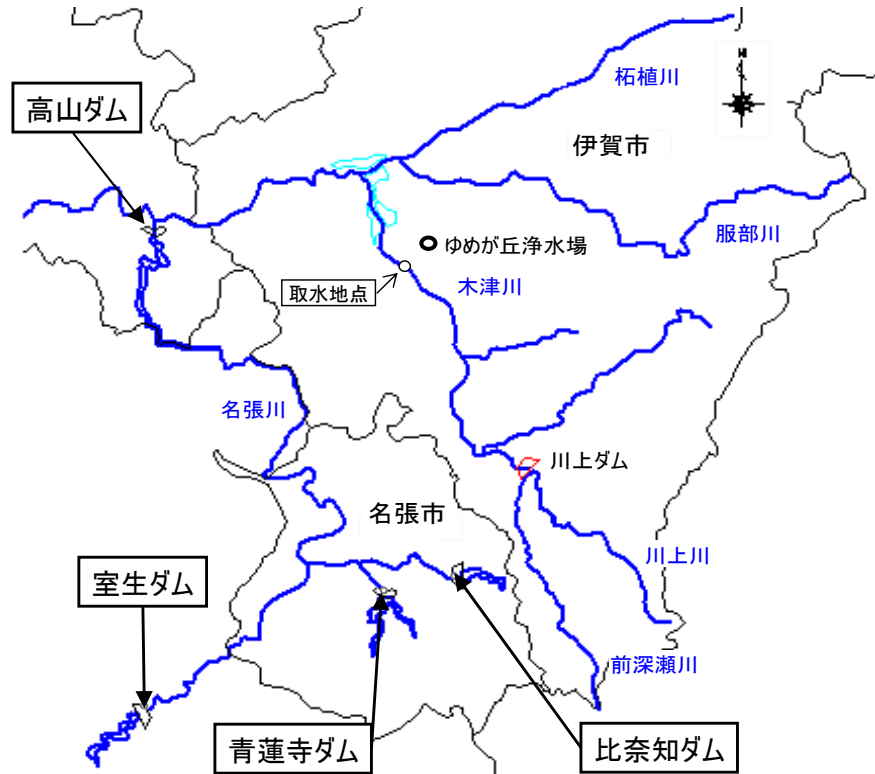 柘植川
N
高山ダム
伊賀市
服部川
ゆめが丘浄水場
取水地点
木津川
名張川
川上ダム
名張市
川上川
室生ダム
前深瀬川
青蓮寺ダム
比奈知ダム